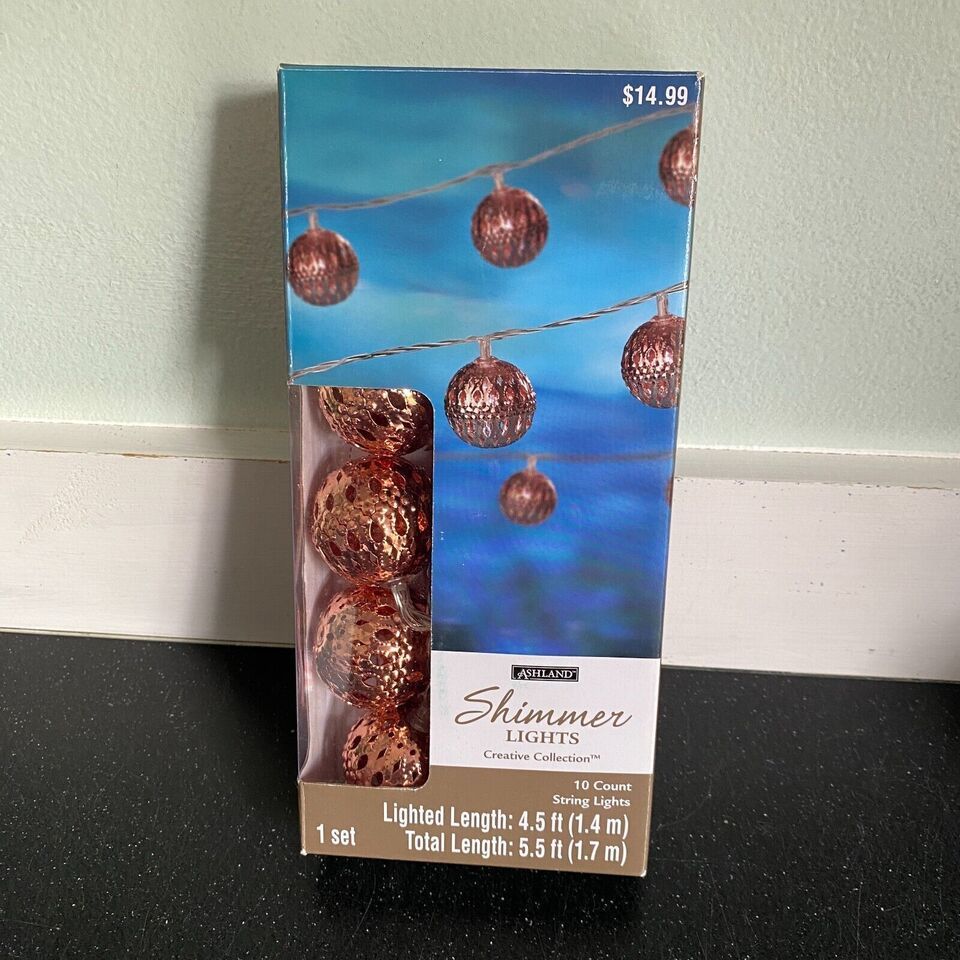 $14.99
ASHLAND™
Shimmer
LIGHTS
Creative Collection™
10 Count
String Lights
Lighted Length: 4.5 ft (1.4 m)
1 set
Total Length: 5.5 ft (1.7 m)